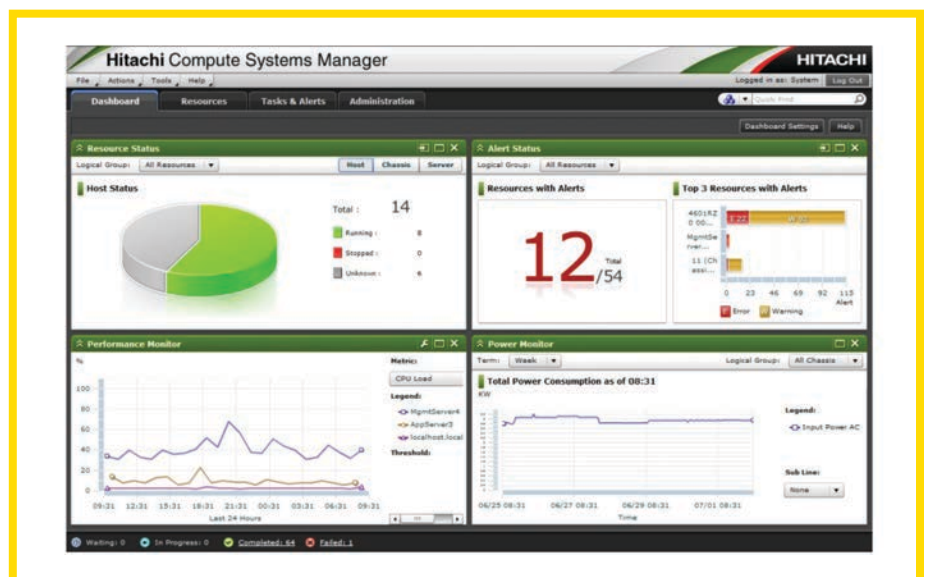 Hitachi Compute Systems Manager
HITACHI
File Actions Tools Help
Logged in as: System Log Out
Dashboard Resources Tasks & Alerts Administration
Quick Find
Dashboard Settings Help
Resource Status
Logical Group: All Resources
Host Chassis Server
Host Status
Total : 14
Running : 8
Stopped : 0
Unknown : 6
Alert Status
Logical Group: All Resources
Resources with Alerts
12
Total
/54
Top 3 Resources with Alerts
4601RZ
0 00...
MgmtSe
rver...
11 (Ch
assi...
0 23 46 69 92 115
Alert
Error Warning
Performance Monitor
%
100
80
60
40
20
0
09:31 12:31 15:31 18:31 21:31 00:31 03:31 06:31 09:31
Last 24 Hours
Metric:
CPU Load
Legend:
MgmtServer4
AppServer3
localhost.local
Threshold:
Power Monitor
Term: Week
Logical Group: All Chassis
Total Power Consumption as of 08:31
KW
06/25 08:31 06/27 08:31 06/29 08:31 07/01 08:31
Time
Legend:
Input Power AC
Sub Line:
None
Waiting: 0 In Progress: 0 Completed: 64 Failed: 1